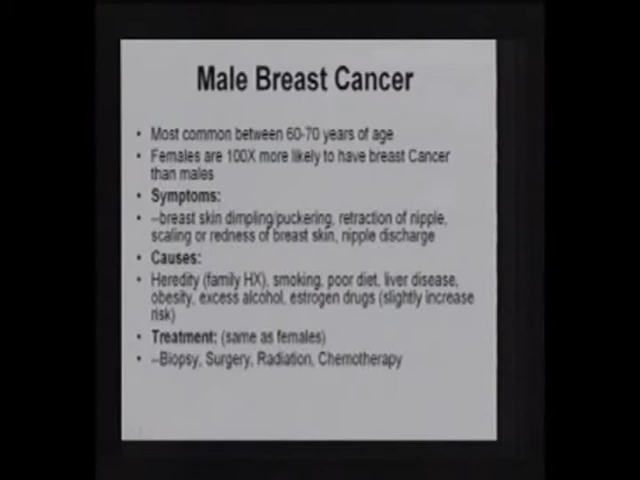 Male Breast Cancer
• Most common between 60-70 years of age
• Females are 100X more likely to have breast Cancer
than males
• Symptoms:
• –breast skin dimpling/puckering, retraction of nipple,
scaling or redness of breast skin, nipple discharge
• Causes:
• Heredity (family HX), smoking, poor diet, liver disease,
obesity, excess alcohol, estrogen drugs (slightly increase
risk)
• Treatment: (same as females)
• –Biopsy, Surgery, Radiation, Chemotherapy